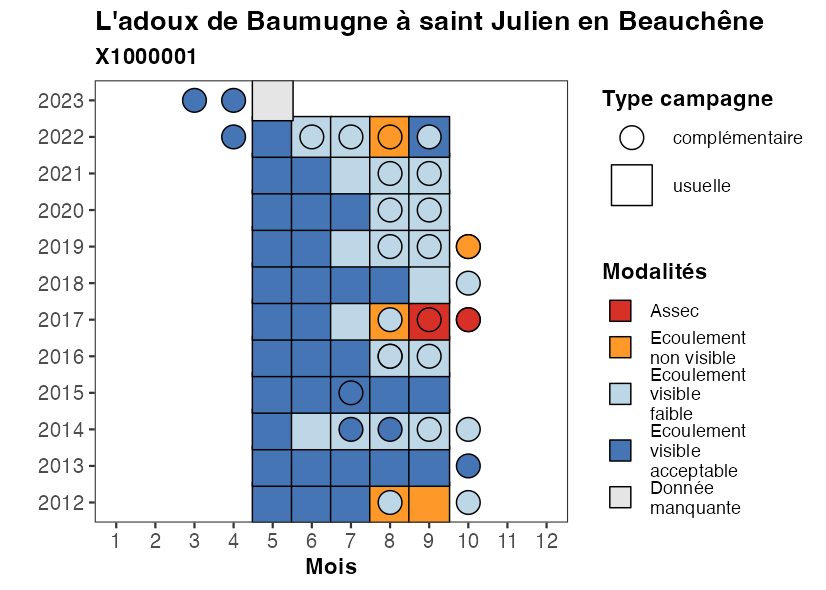 L'adoux de Baumugne à saint Julien en Beauchêne
X1000001
2023
2022
2021
2020
2019
2018
2017
2016
2015
2014
2013
2012
1 2 3 4 5 6 7 8 9 10 11 12
Mois
Type campagne
complémentaire
usuelle
Modalités
Assec
Ecoulement
non visible
Ecoulement
visible
faible
Ecoulement
visible
acceptable
Donnée
manquante